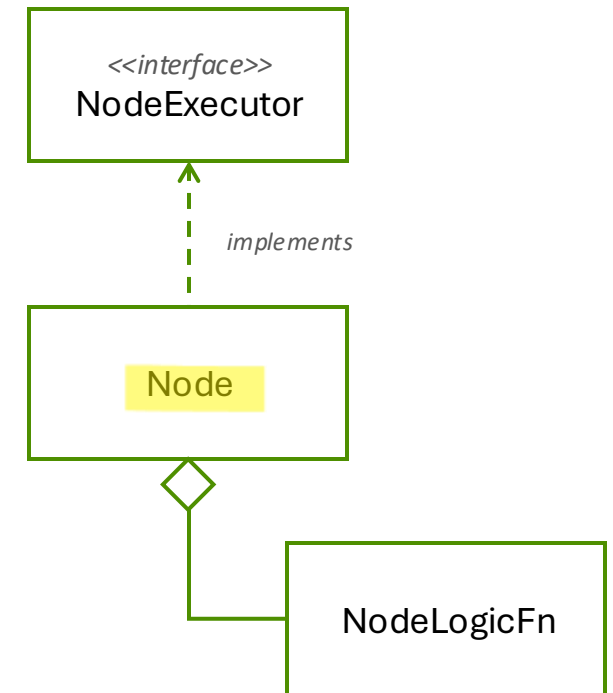 <<interface>>
NodeExecutor
implements
Node
NodeLogicFn